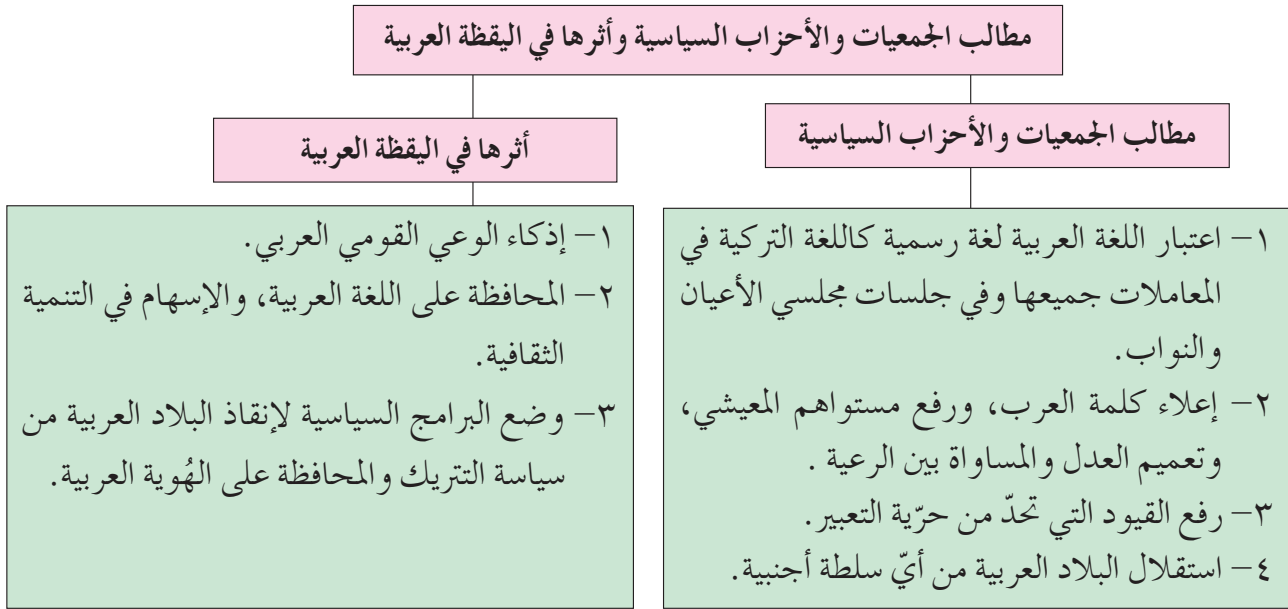 مطالب الجمعيات والأحزاب السياسية وأثرها في اليقظة العربية
مطالب الجمعيات والأحزاب السياسية
١– اعتبار اللغة العربية لغة رسمية كاللغة التركية في
المعاملات جميعها وفي جلسات مجلسي الأعيان
والنواب.
٢– إعلاء كلمة العرب، ورفع مستواهم المعيشي،
وتعميم العدل والمساواة بين الرعية .
٣– رفع القيود التي تحدّ من حرّية التعبير.
٤– استقلال البلاد العربية من أيّ سلطة أجنبية.
أثرها في اليقظة العربية
١– إذكاء الوعي القومي العربي.
٢– المحافظة على اللغة العربية، والإسهام في التنمية
الثقافية.
٣– وضع البرامج السياسية لإنقاذ البلاد العربية من
سياسة التتريك والمحافظة على الهُوية العربية.